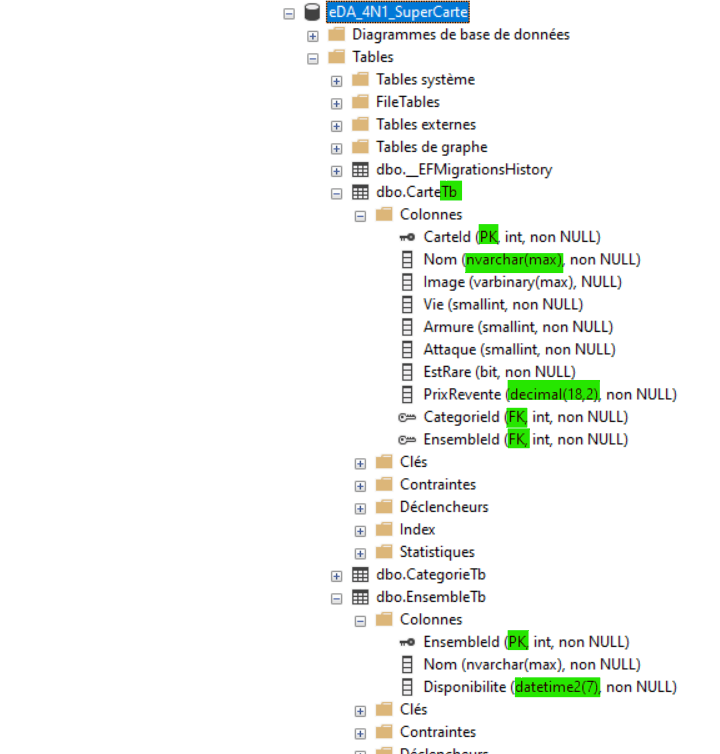 eDA_4N1_SuperCarte
Diagrammes de base de données
Tables
Tables système
FileTables
Tables externes
Tables de graphe
dbo.__EFMigrationsHistory
dbo.CarteTb
Colonnes
CarteId (PK, int, non NULL)
Nom (nvarchar(max), non NULL)
Image (varbinary(max), NULL)
Vie (smallint, non NULL)
Armure (smallint, non NULL)
Attaque (smallint, non NULL)
EstRare (bit, non NULL)
PrixRevente (decimal(18,2), non NULL)
CategorieId (FK, int, non NULL)
EnsembleId (FK, int, non NULL)
Clés
Contraintes
Déclencheurs
Index
Statistiques
dbo.CategorieTb
dbo.EnsembleTb
Colonnes
EnsembleId (PK, int, non NULL)
Nom (nvarchar(max), non NULL)
Disponibilite (datetime2(7), non NULL)
Clés
Contraintes
Déclencheurs